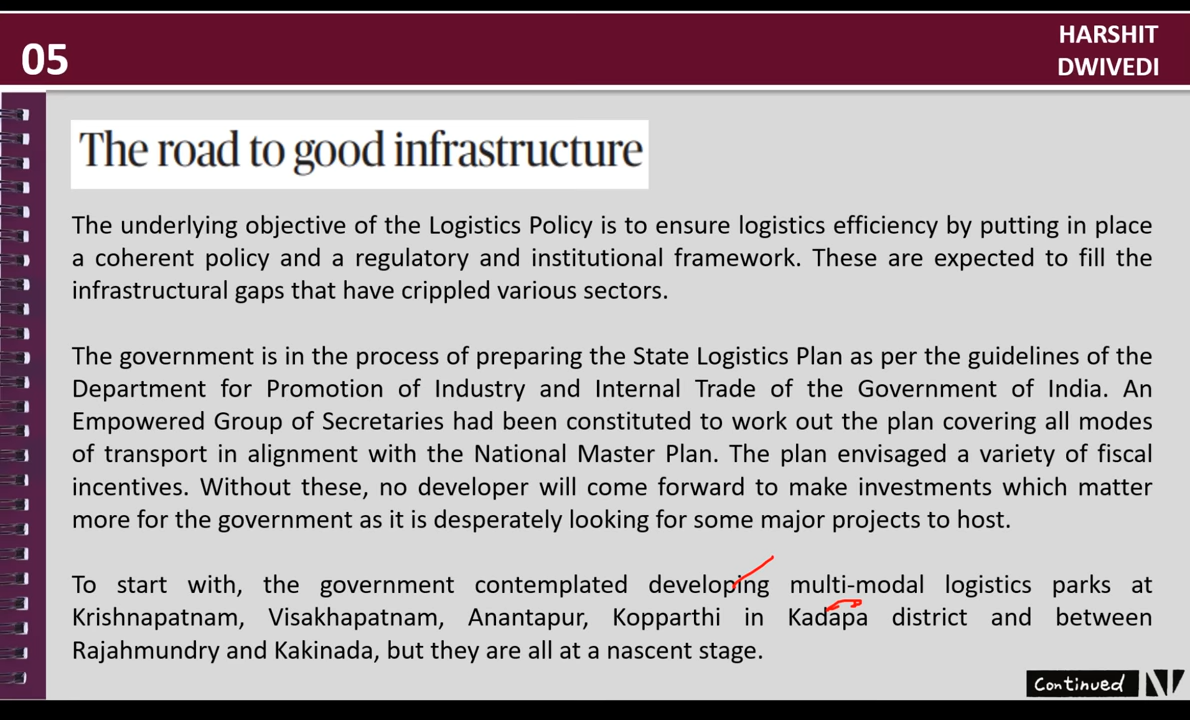 05
HARSHIT
DWIVEDI
The road to good infrastructure
The underlying objective of the Logistics Policy is to ensure logistics efficiency by putting in place
a coherent policy and a regulatory and institutional framework. These are expected to fill the
infrastructural gaps that have crippled various sectors.
The government is in the process of preparing the State Logistics Plan as per the guidelines of the
Department for Promotion of Industry and Internal Trade of the Government of India. An
Empowered Group of Secretaries had been constituted to work out the plan covering all modes
of transport in alignment with the National Master Plan. The plan envisaged a variety of fiscal
incentives. Without these, no developer will come forward to make investments which matter
more for the government as it is desperately looking for some major projects to host.
To start with, the government contemplated developing multi-modal logistics parks at
Krishnapatnam, Visakhapatnam, Anantapur, Kopparthi in Kadapa district and between
Rajahmundry and Kakinada, but they are all at a nascent stage.
Continued